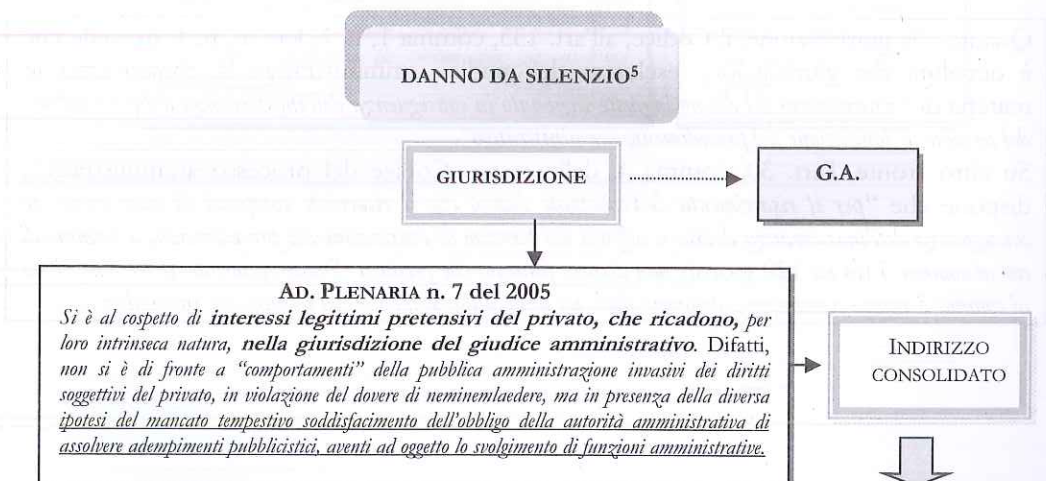 DANNO DA SILENZIO⁵
GIURISDIZIONE
G.A.
AD. PLENARIA n. 7 del 2005
Si è al cospetto di interessi legittimi pretensivi del privato, che ricadono, per
loro intrinseca natura, nella giurisdizione del giudice amministrativo. Difatti,
non si è di fronte a “comportamenti” della pubblica amministrazione invasivi dei diritti
soggettivi del privato, in violazione del dovere di neminemlaedere, ma in presenza della diversa
ipotesi del mancato tempestivo soddisfacimento dell'obbligo della autorità amministrativa di
assolvere adempimenti pubblicistici, aventi ad oggetto lo svolgimento di funzioni amministrative.
INDIRIZZO
CONSOLIDATO